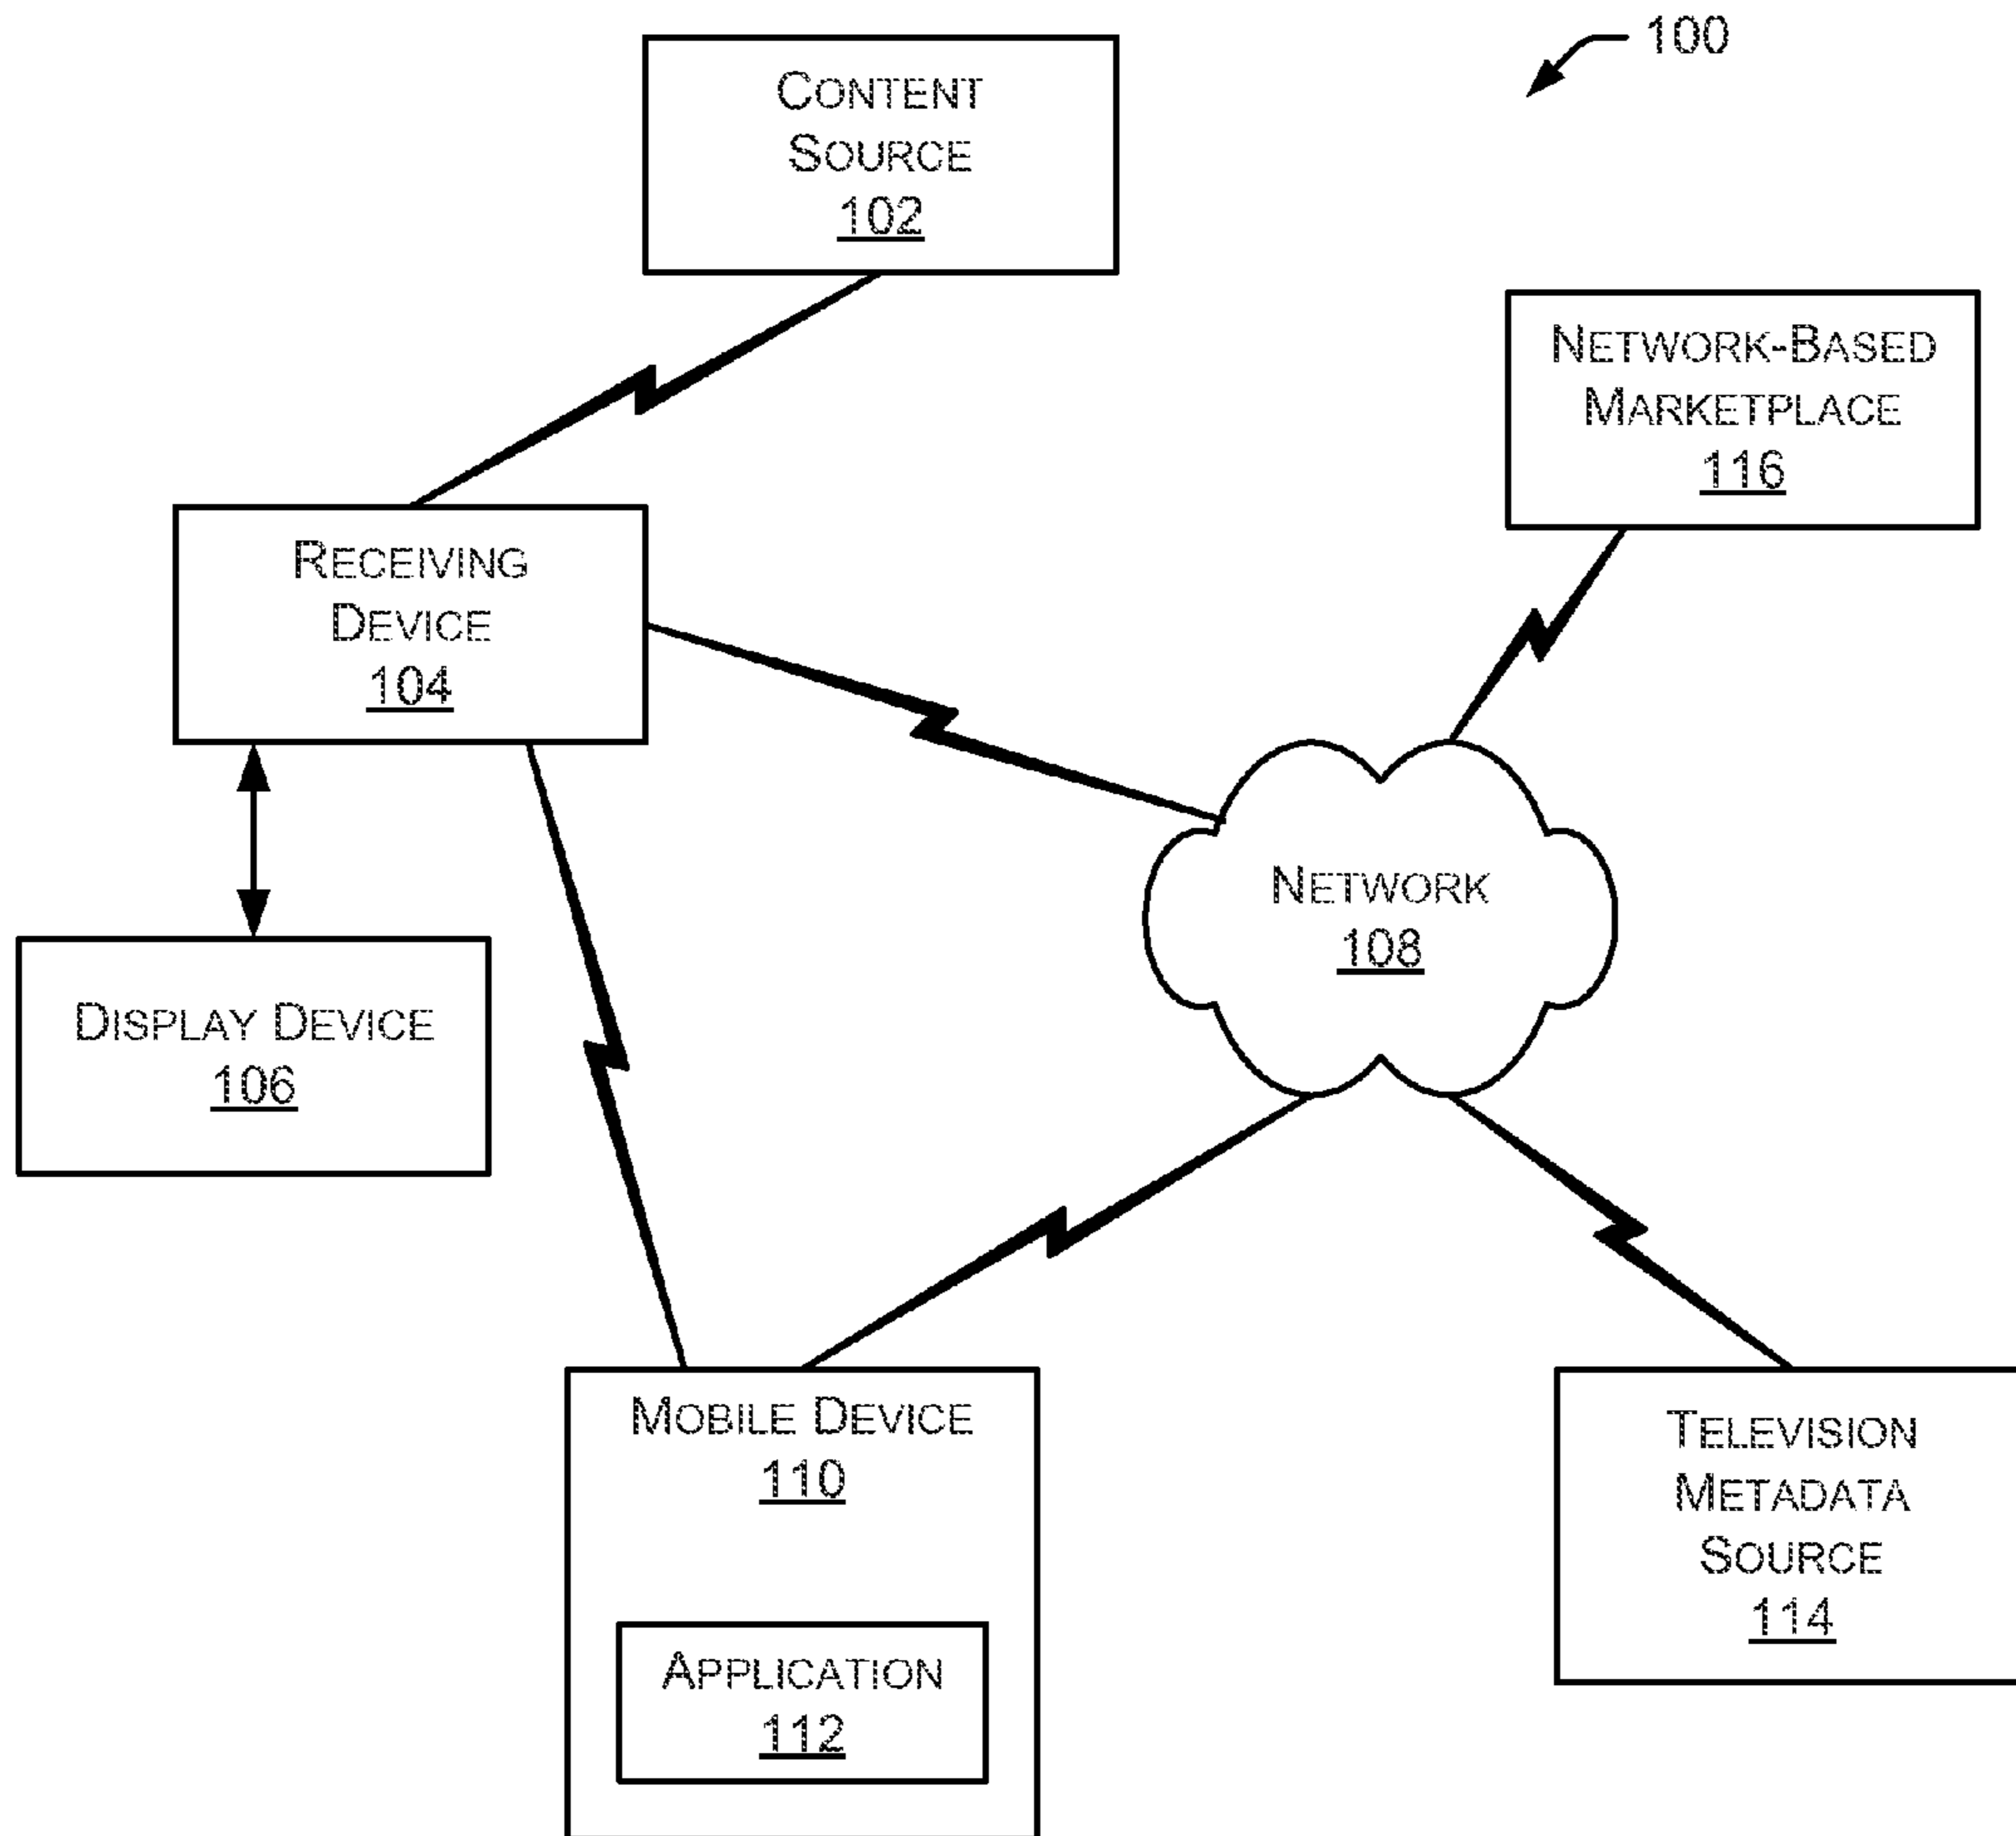 100
CONTENT
SOURCE
102
NETWORK-BASED
MARKETPLACE
116
RECEIVING
DEVICE
104
NETWORK
108
DISPLAY DEVICE
106
MOBILE DEVICE
110
TELEVISION
METADATA
SOURCE
114
APPLICATION
112